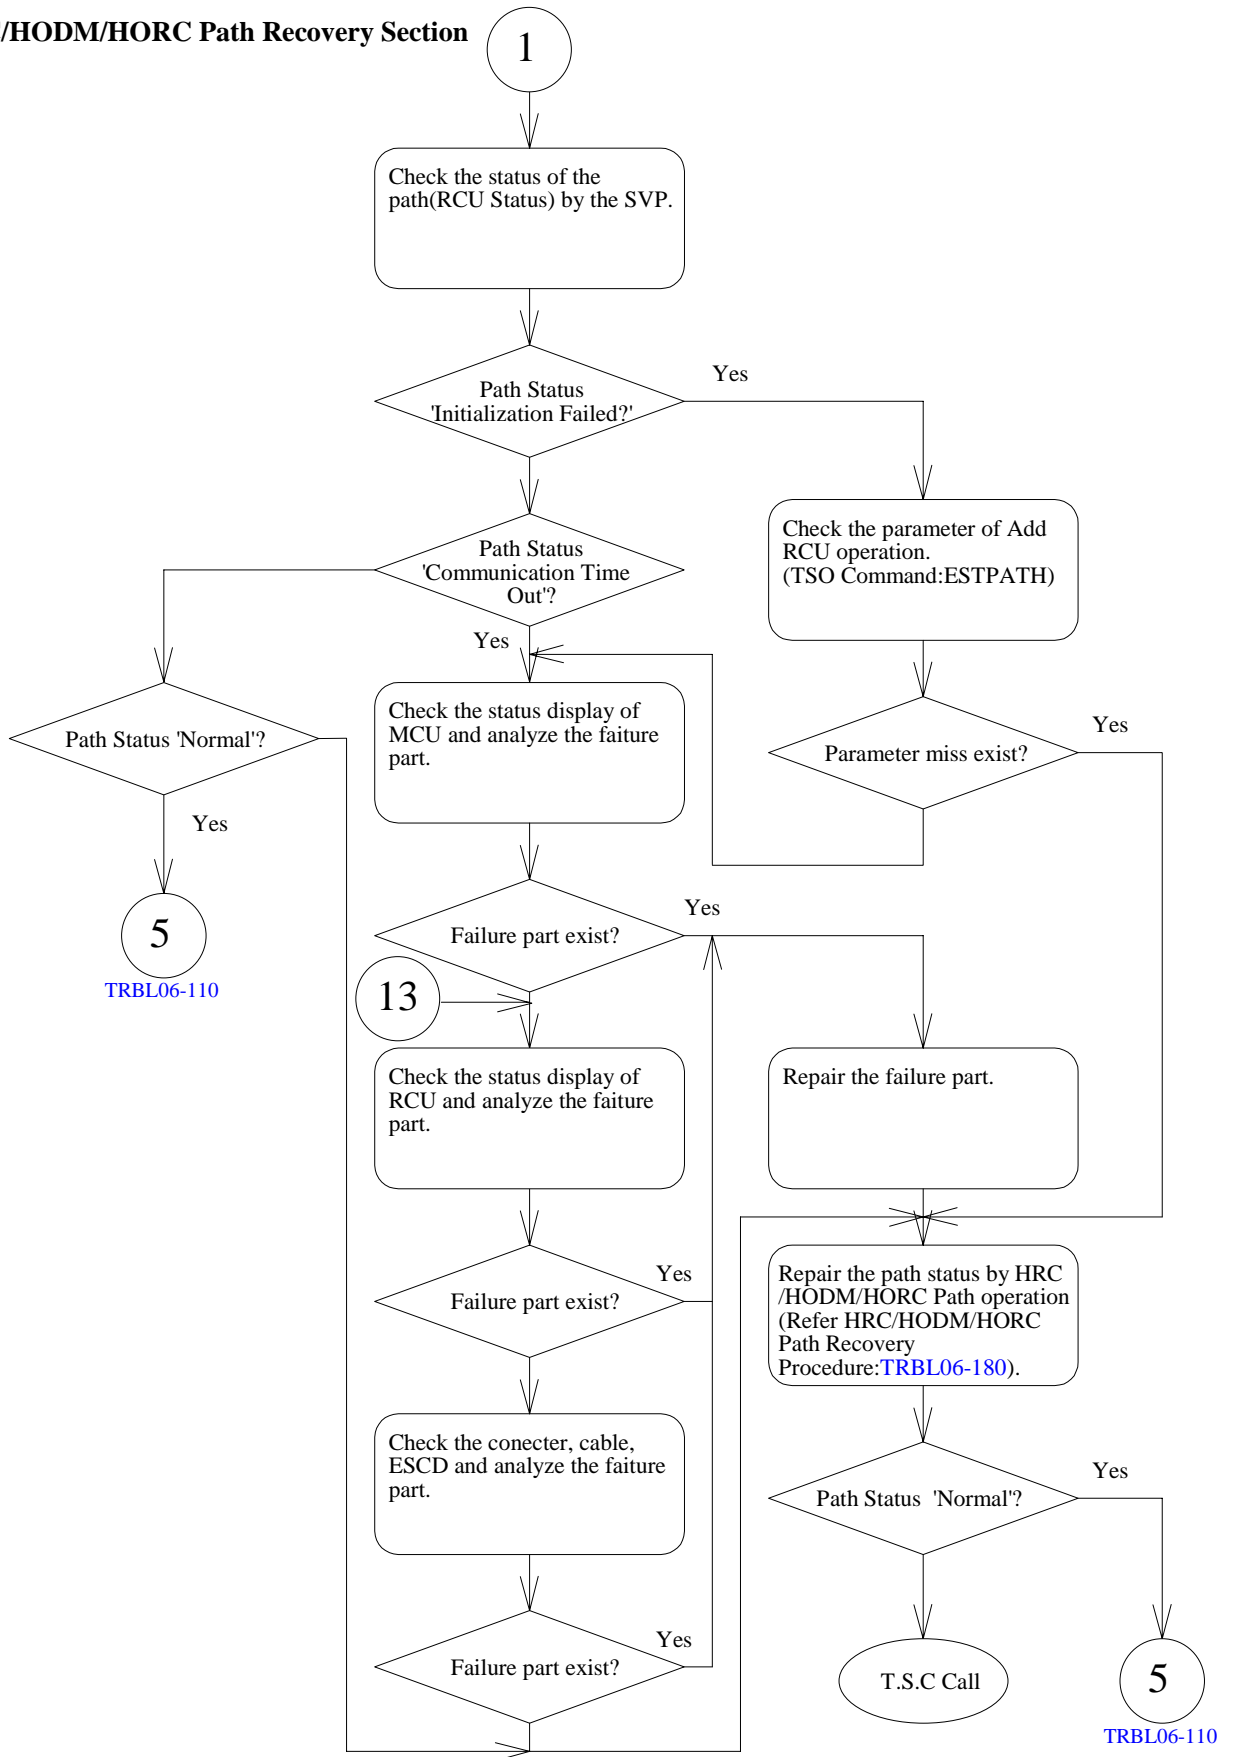 /HODM/HORC Path Recovery Section
1
Check the status of the
path(RCU Status) by the SVP.
Path Status
'Initialization Failed?'
Yes
Path Status
'Communication Time
Out'?
Yes
Check the parameter of Add
RCU operation.
(TSO Command:ESTPATH)
Path Status 'Normal'?
Yes
5
TRBL06-110
Check the status display of
MCU and analyze the faiture
part.
Parameter miss exist?
Yes
Failure part exist?
Yes
13
Check the status display of
RCU and analyze the faiture
part.
Repair the failure part.
Failure part exist?
Yes
Repair the path status by HRC
/HODM/HORC Path operation
(Refer HRC/HODM/HORC
Path Recovery
Procedure:TRBL06-180).
Check the conecter, cable,
ESCD and analyze the faiture
part.
Path Status 'Normal'?
Yes
Failure part exist?
Yes
T.S.C Call
5
TRBL06-110